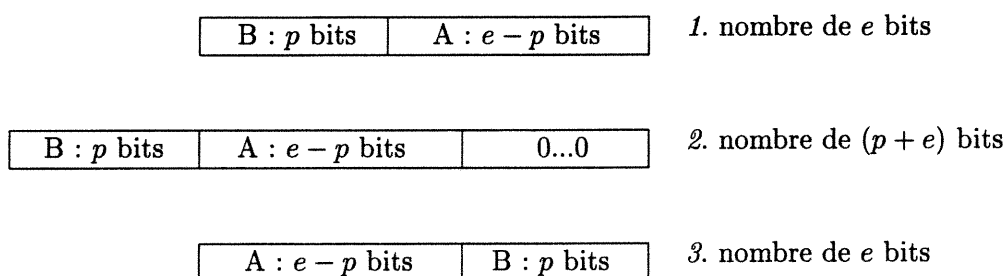 B : p bits A : e − p bits 1. nombre de e bits
B : p bits A : e − p bits 0...0 2. nombre de (p + e) bits
A : e − p bits B : p bits 3. nombre de e bits